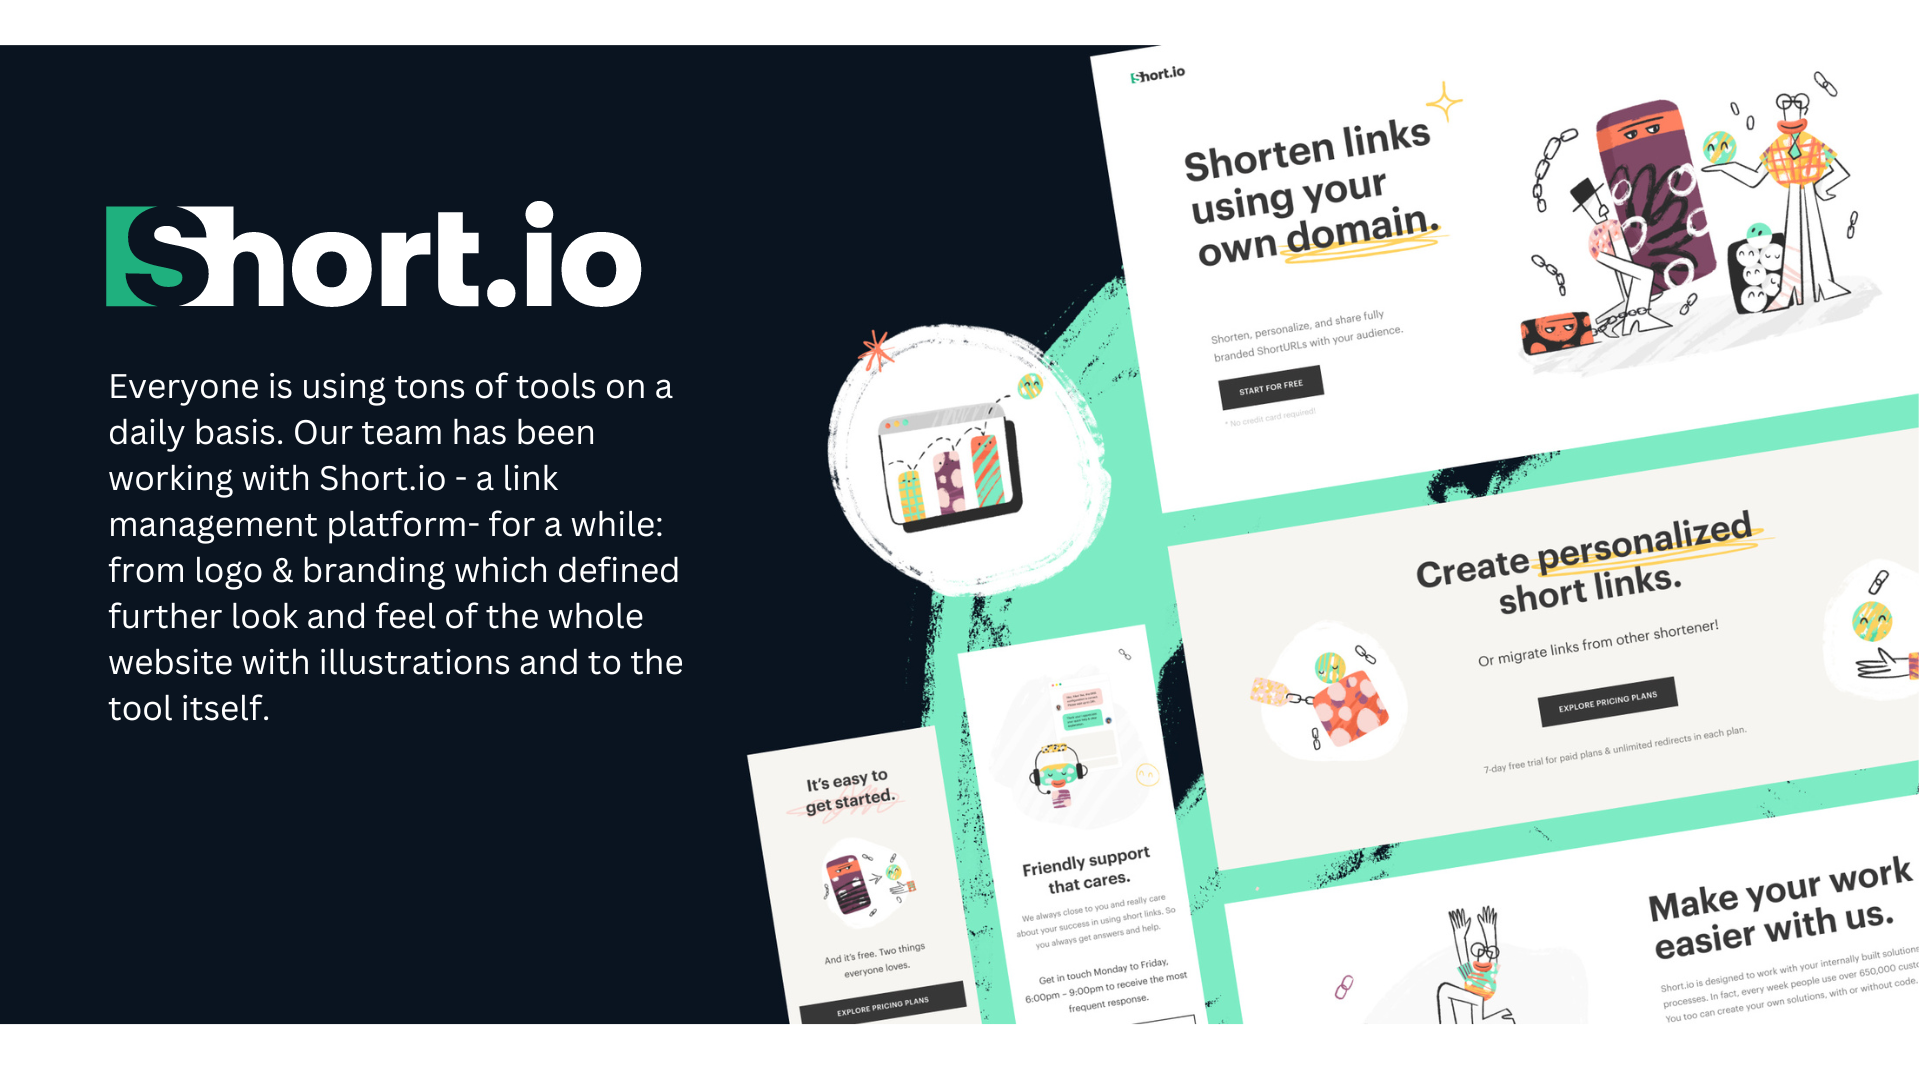 Short.io
Everyone is using tons of tools on a
daily basis. Our team has been
working with Short.io - a link
management platform- for a while:
from logo & branding which defined
further look and feel of the whole
website with illustrations and to the
tool itself.
Short.io
Shorten links
using your
own domain.
Shorten, personalize, and share fully
branded ShortURLs with your audience.
START FOR FREE
* No credit card required!
Create personalized
short links.
Or migrate links from other shortener!
EXPLORE PRICING PLANS
7-day free trial for paid plans & unlimited redirects in each plan.
It's easy to
get started.
And it's free. Two things
everyone loves.
EXPLORE PRICING PLANS
Friendly support
that cares.
We always close to you and really care
about your success in using short links. So
you always get answers and help.
Get in touch Monday to Friday,
6:00pm – 9:00pm to receive the most
frequent response.
Make your work
easier with us.
Short.io is designed to work with your internally built solutions
processes. In fact, every week people use over 650,000 custo
You too can create your own solutions, with or without code.